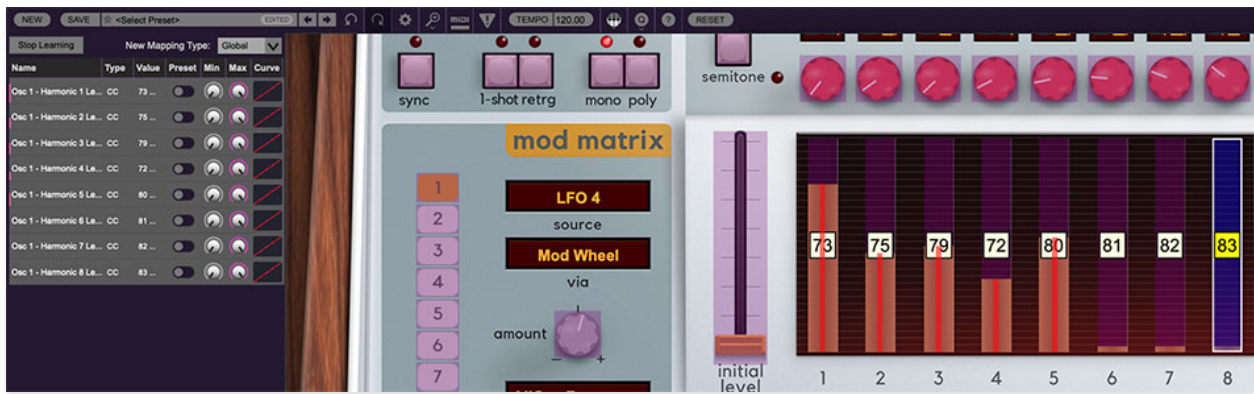 NEW SAVE <Select Preset> EDITED MIDI TEMPO 120.00 Q ? RESET
Stop Learning New Mapping Type: Global
Name Type Value Preset Min Max Curve
Osc 1 - Harmonic 1 Le... CC 73 ...
Osc 1 - Harmonic 2 Le... CC 75 ...
Osc 1 - Harmonic 3 Le... CC 79 ...
Osc 1 - Harmonic 4 Le... CC 72 ...
Osc 1 - Harmonic 5 Le... CC 80 ...
Osc 1 - Harmonic 6 Le... CC 81 ...
Osc 1 - Harmonic 7 Le... CC 82 ...
Osc 1 - Harmonic 8 Le... CC 83 ...
sync 1-shot retrg mono poly
mod matrix
1
2
3
4
5
6
7
LFO 4
source
Mod Wheel
via
amount
− +
semitone
initial
level
73 75 79 72 80 81 82 83
1 2 3 4 5 6 7 8